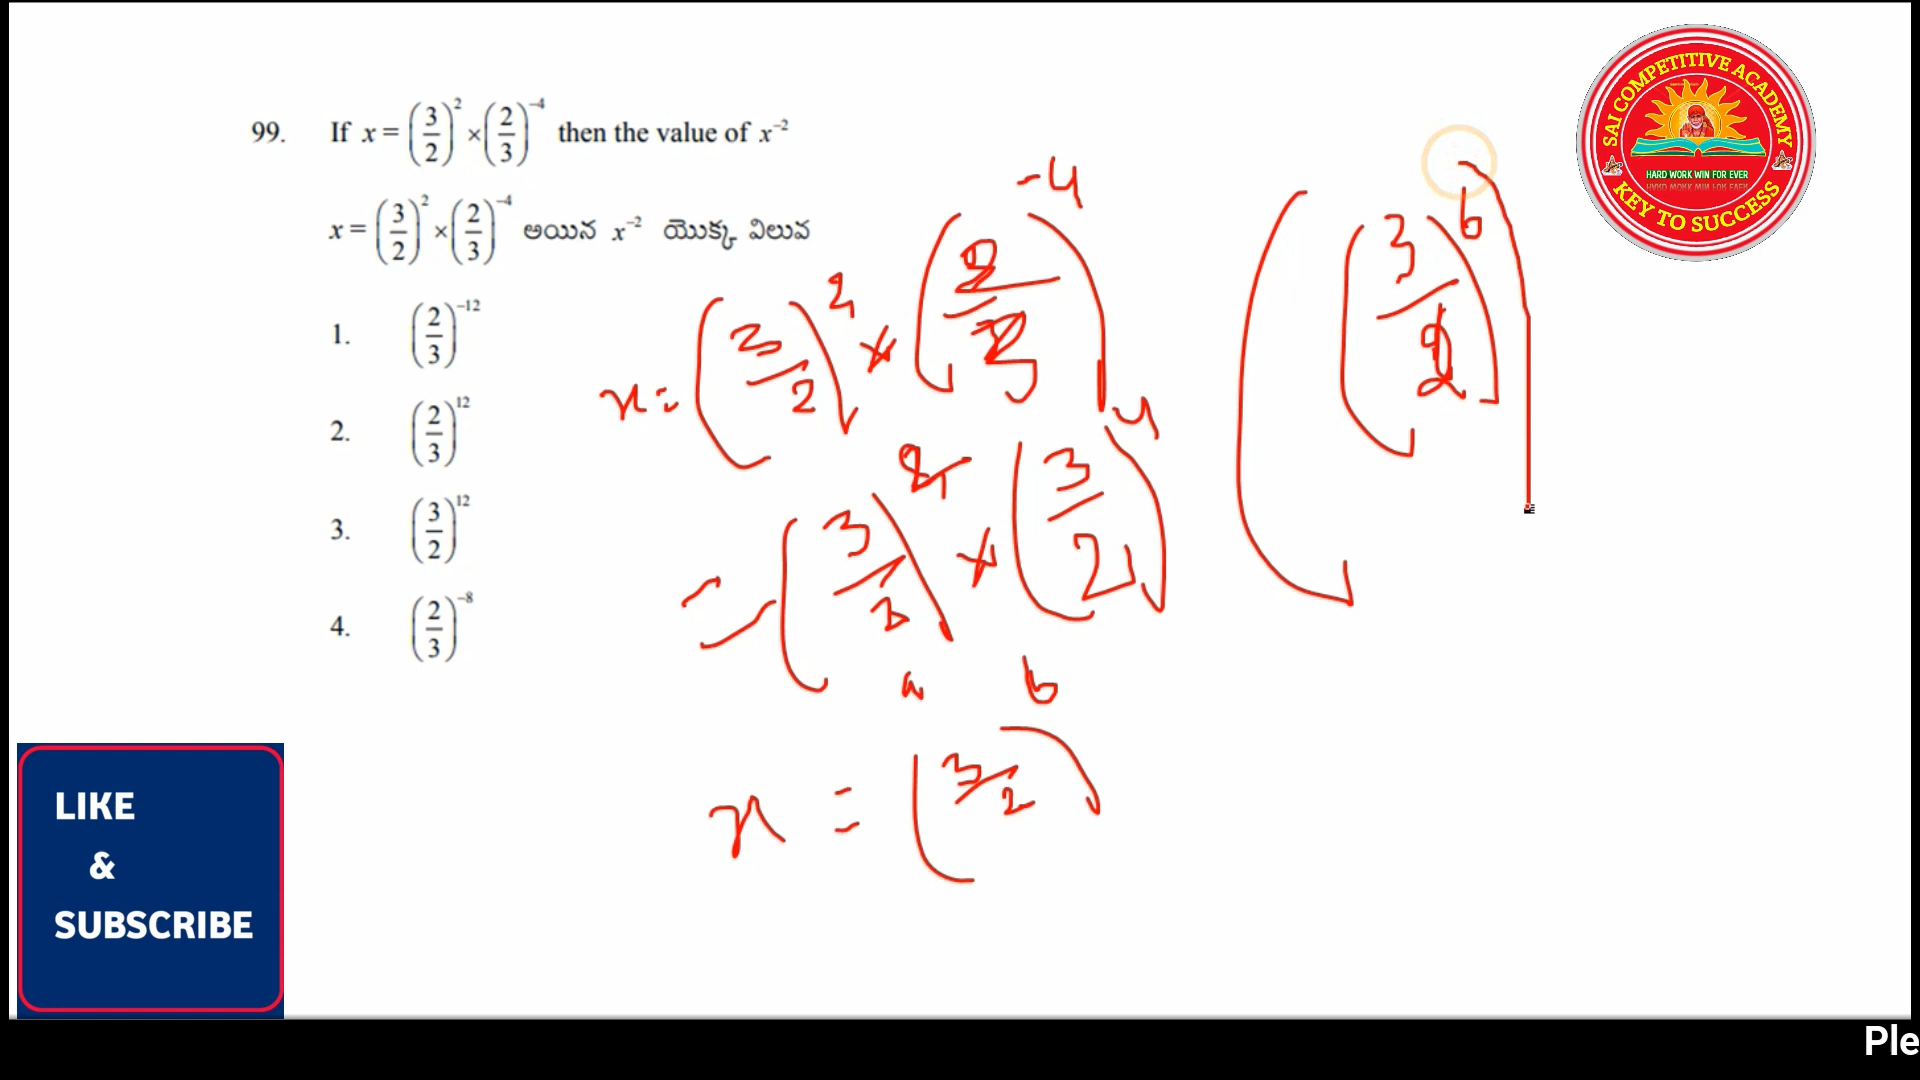 99. If x = (3/2)^2 × (2/3)^-4 then the value of x^-2
x = (3/2)^2 × (2/3)^-4 అయిన x^-2 యొక్క విలువ
1. (2/3)^-12
2. (2/3)^12
3. (3/2)^12
4. (2/3)^-8
x = (3/2)^2 × (2/3)^-4
= (3/2)^2 × (3/2)^4
a b
x = (3/2)
((3/2)^6)
SAI COMPETITIVE ACADEMY
HARD WORK WIN FOR EVER
KEY TO SUCCESS
LIKE
&
SUBSCRIBE
Ple